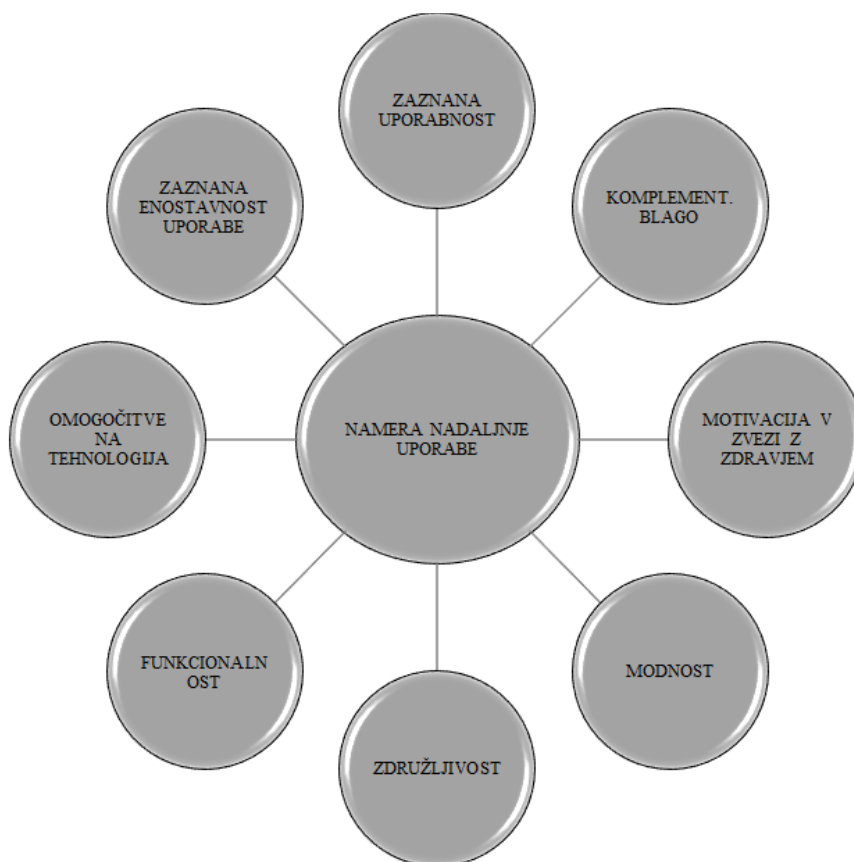 ZAZNANA
UPORABNOST
ZAZNANA
ENOSTAVNOST
UPORABE
KOMPLEMENT.
BLAGO
OMOGOČITVE
NA
TEHNOLOGIJA
NAMERA NADALJNJE
UPORABE
MOTIVACIJA V
ZVEZI Z
ZDRAVJEM
FUNKCIONALN
OST
MODNOST
ZDRUŽLJIVOST